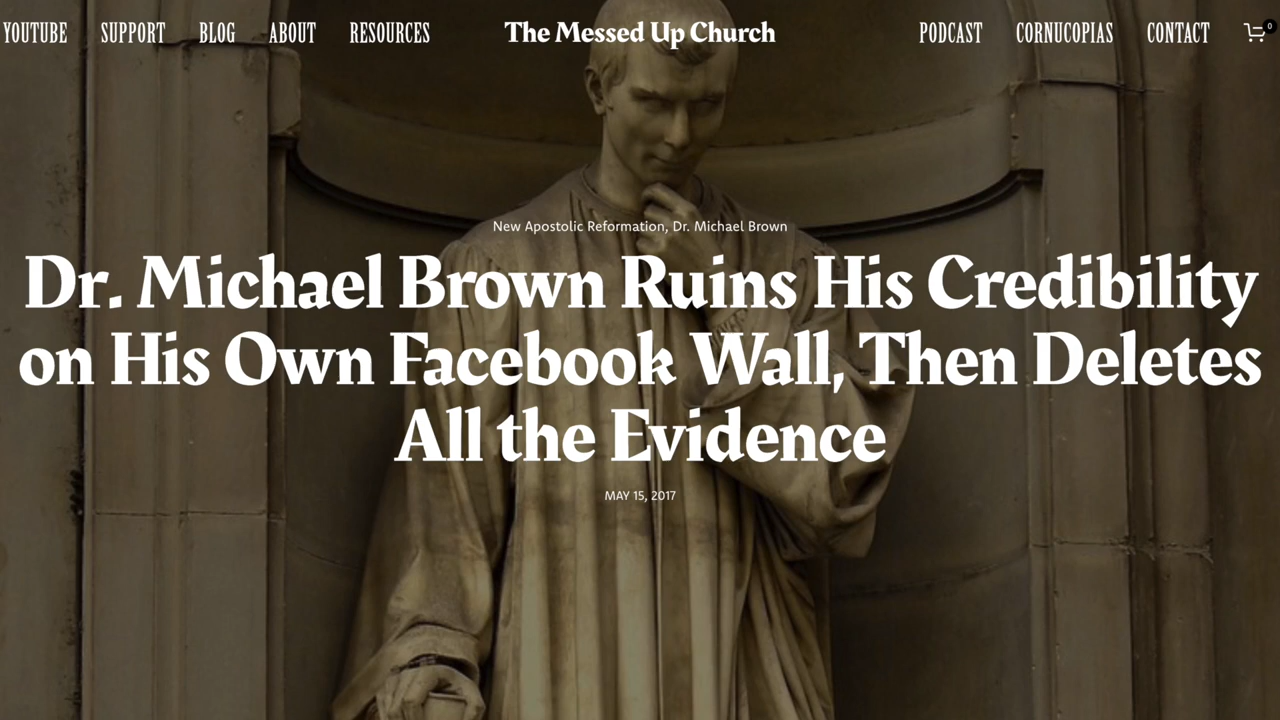 YOUTUBE SUPPORT BLOG ABOUT RESOURCES The Messed Up Church PODCAST CORNUCOPIAS CONTACT 0
New Apostolic Reformation, Dr. Michael Brown
Dr. Michael Brown Ruins His Credibility
on His Own Facebook Wall, Then Deletes
All the Evidence
MAY 15, 2017